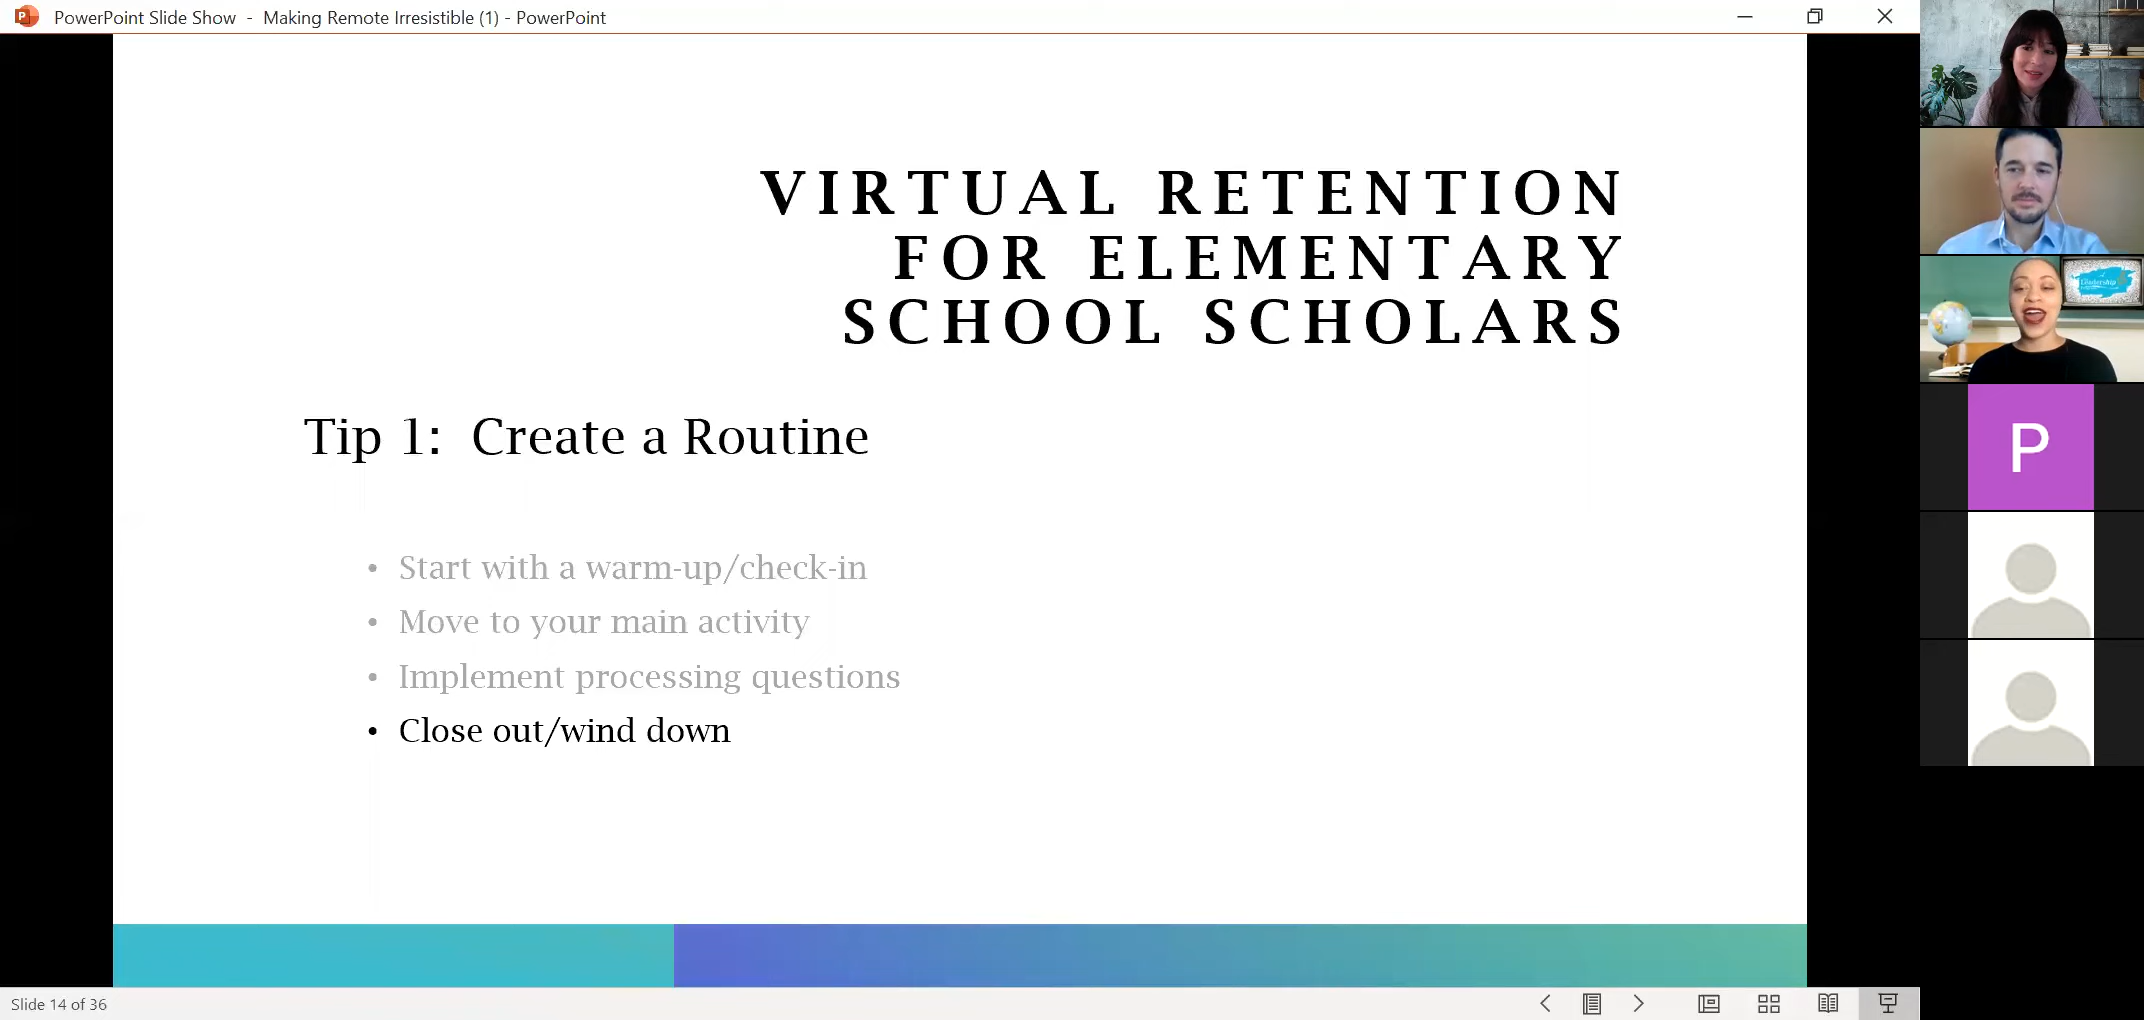 PowerPoint Slide Show - Making Remote Irresistible (1) - PowerPoint
VIRTUAL RETENTION
FOR ELEMENTARY
SCHOOL SCHOLARS
Tip 1: Create a Routine
• Start with a warm-up/check-in
• Move to your main activity
• Implement processing questions
• Close out/wind down
Leadership
P
Slide 14 of 36